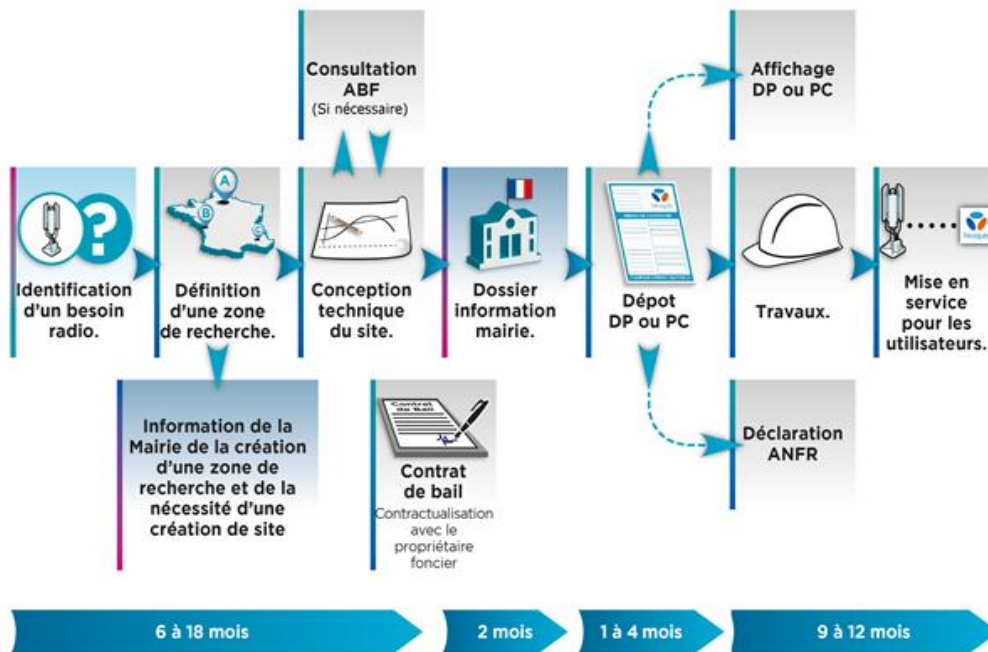 Consultation
ABF
(Si nécessaire)
Affichage
DP ou PC
A
B
C
Identification
d'un besoin
radio.
Définition
d'une zone
de recherche.
Conception
technique
du site.
Dossier
information
mairie.
Dépot
DP ou PC
Travaux.
Mise en
service
pour les
utilisateurs.
Information de la
Mairie de la création
d'une zone de
recherche et de la
nécessité d'une
création de site
Contrat
de Bail
Contrat
de bail
Contractualisation
avec le
propriétaire
foncier
Déclaration
ANFR
6 à 18 mois
2 mois
1 à 4 mois
9 à 12 mois